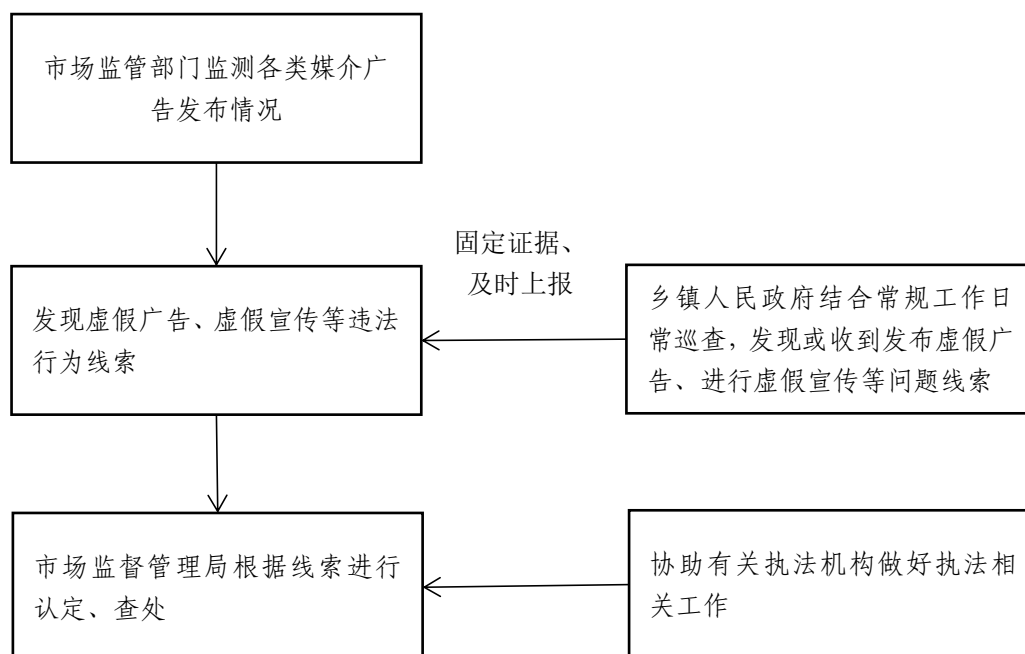 市场监管部门监测各类媒介广
告发布情况
固定证据、
及时上报
发现虚假广告、虚假宣传等违法
行为线索
乡镇人民政府结合常规工作日
常巡查，发现或收到发布虚假广
告、进行虚假宣传等问题线索
市场监督管理局根据线索进行
认定、查处
协助有关执法机构做好执法相
关工作